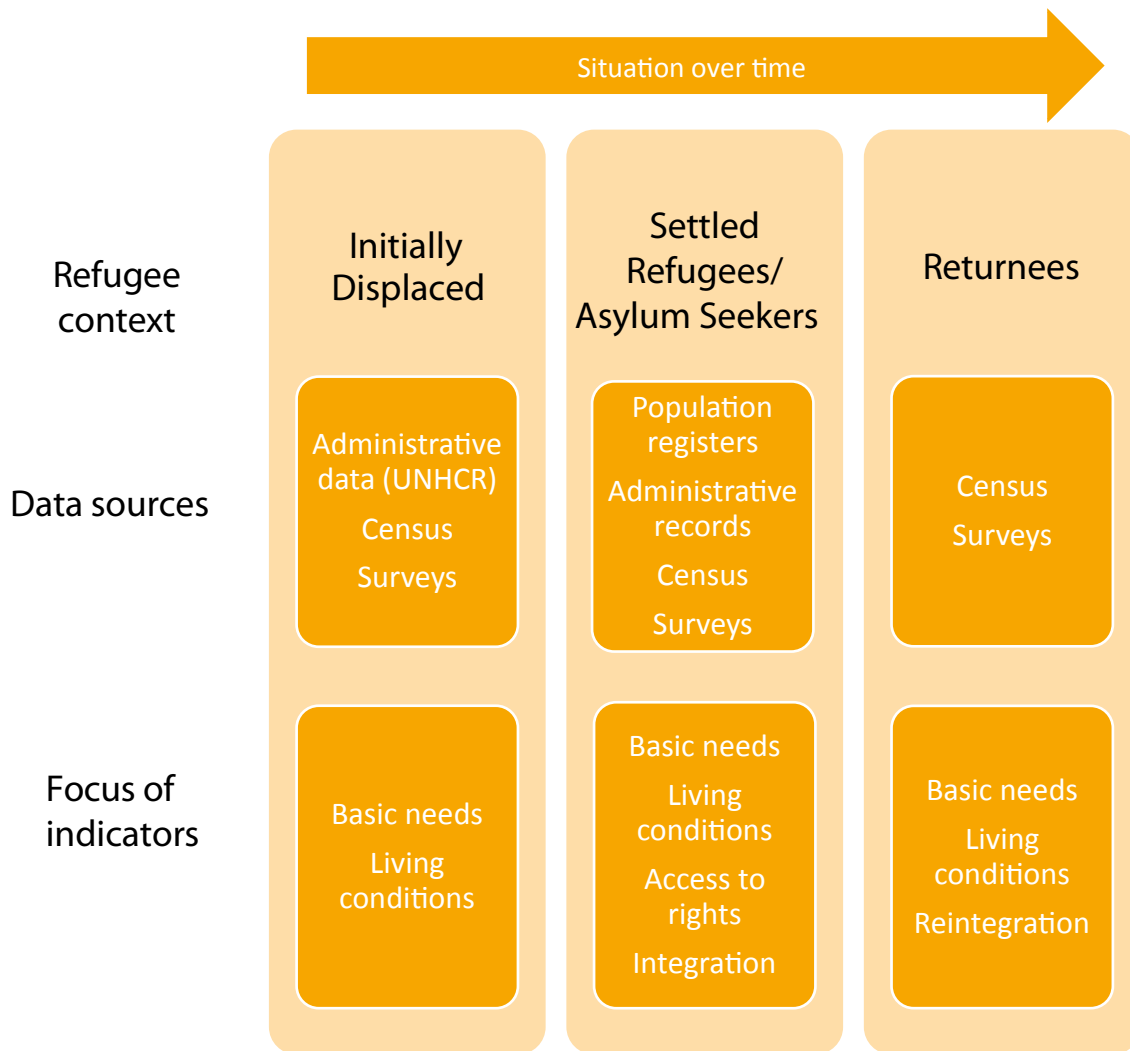 Situation over time
Refugee
context
Initially
Displaced
Settled
Refugees/
Asylum Seekers
Returnees
Data sources
Administrative
data (UNHCR)
Census
Surveys
Population
registers
Administrative
records
Census
Surveys
Census
Surveys
Focus of
indicators
Basic needs
Living
conditions
Basic needs
Living
conditions
Access to
rights
Integration
Basic needs
Living
conditions
Reintegration